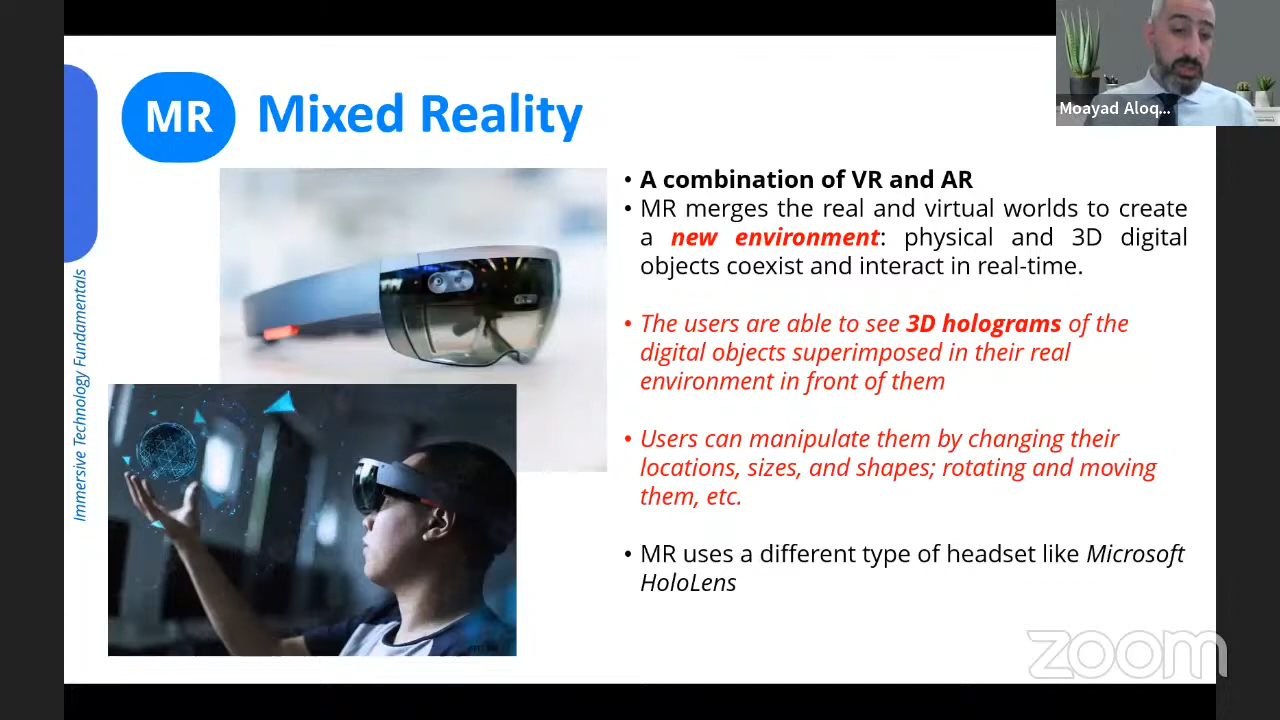 MR Mixed Reality
Moayad Aloq...
Immersive Technology Fundamentals
• A combination of VR and AR
• MR merges the real and virtual worlds to create
a new environment: physical and 3D digital
objects coexist and interact in real-time.
• The users are able to see 3D holograms of the
digital objects superimposed in their real
environment in front of them
• Users can manipulate them by changing their
locations, sizes, and shapes; rotating and moving
them, etc.
• MR uses a different type of headset like Microsoft
HoloLens
zoom